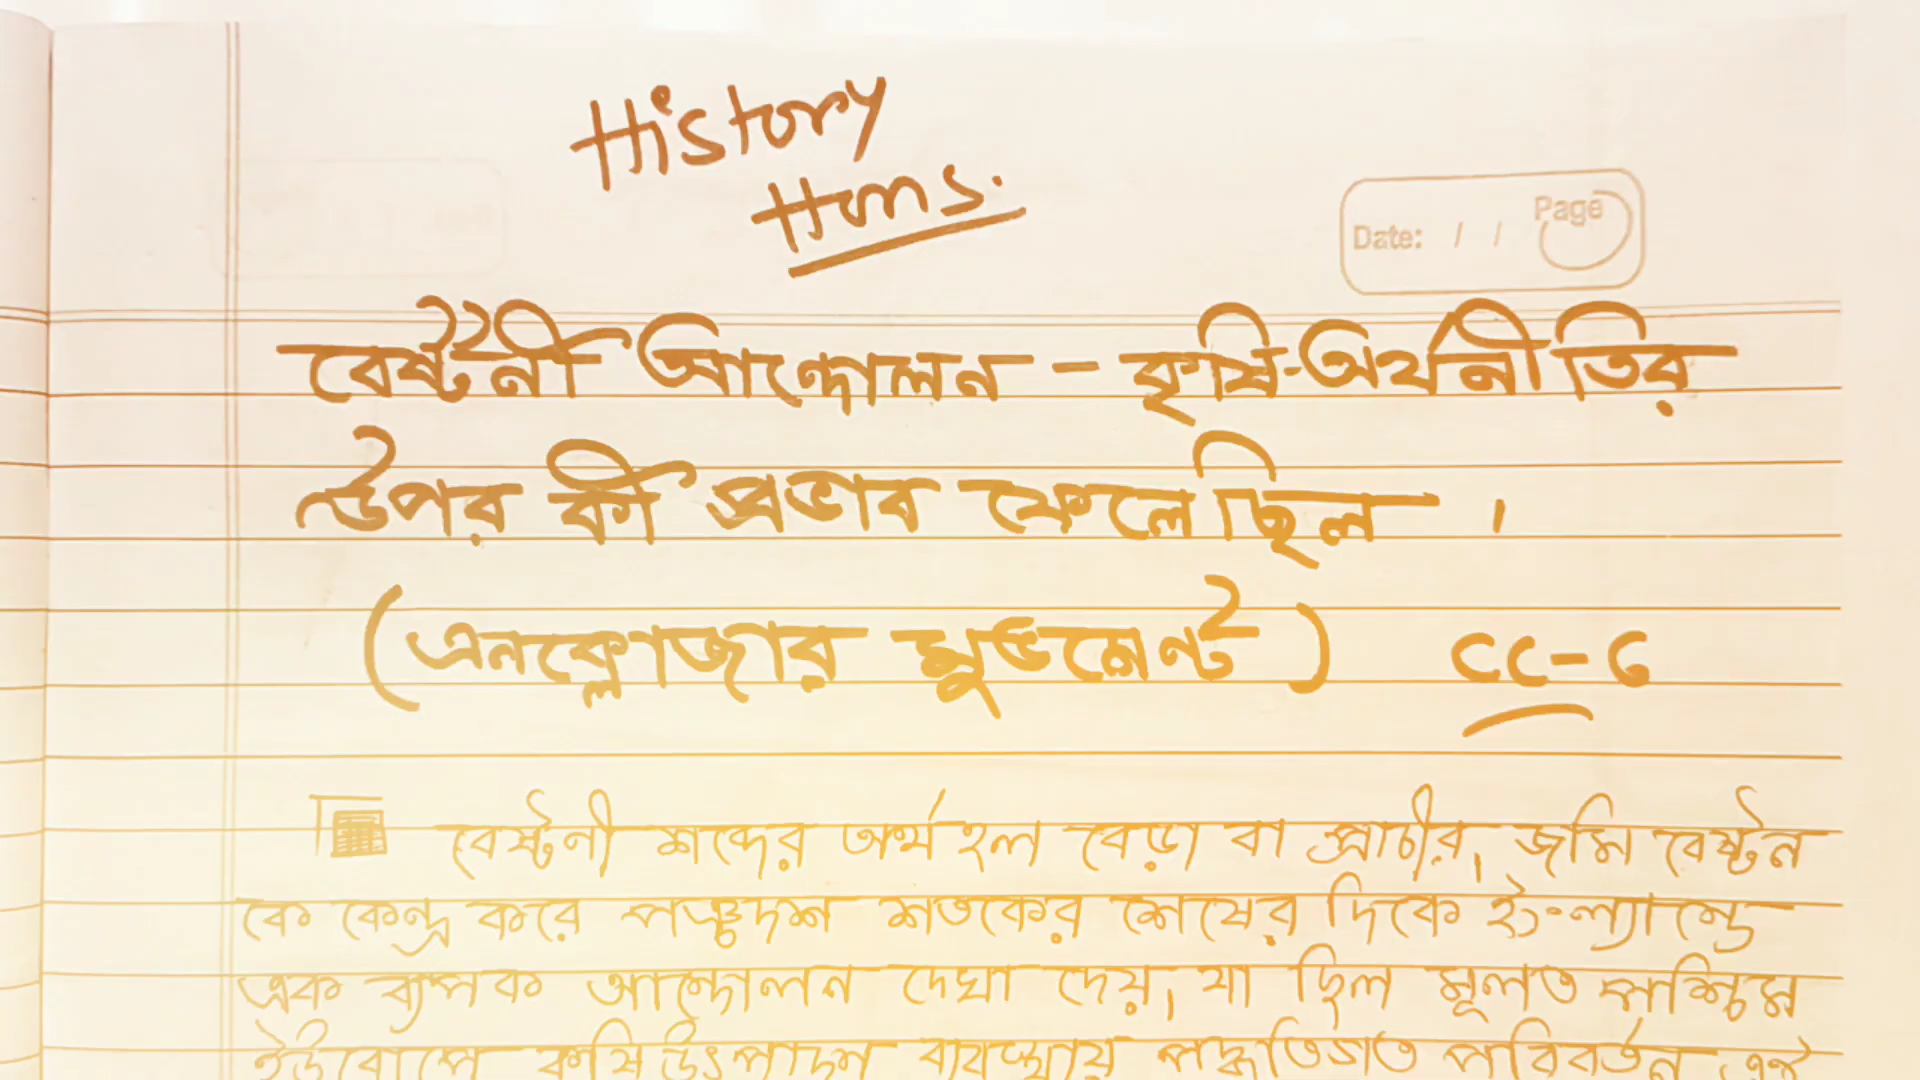 History
Hons.
Page
Date: / /
বেষ্টনী আন্দোলন - কৃষি-অর্থনীতির
উপর কী প্রভাব ফেলেছিল ।
(এনক্লোজার মুভমেন্ট) CC-6
বেষ্টনী শব্দের অর্থ হল বেড়া বা প্রাচীর, জমি বেষ্টন
কে কেন্দ্র করে পঞ্চদশ শতকের শেষের দিকে ইংল্যান্ডে
এক ব্যাপক আন্দোলন দেখা দেয়, যা ছিল মূলত পশ্চিম
ইউরোপে কৃষি উৎপাদন ব্যবস্থায় পদ্ধতিগত পরিবর্তন এই